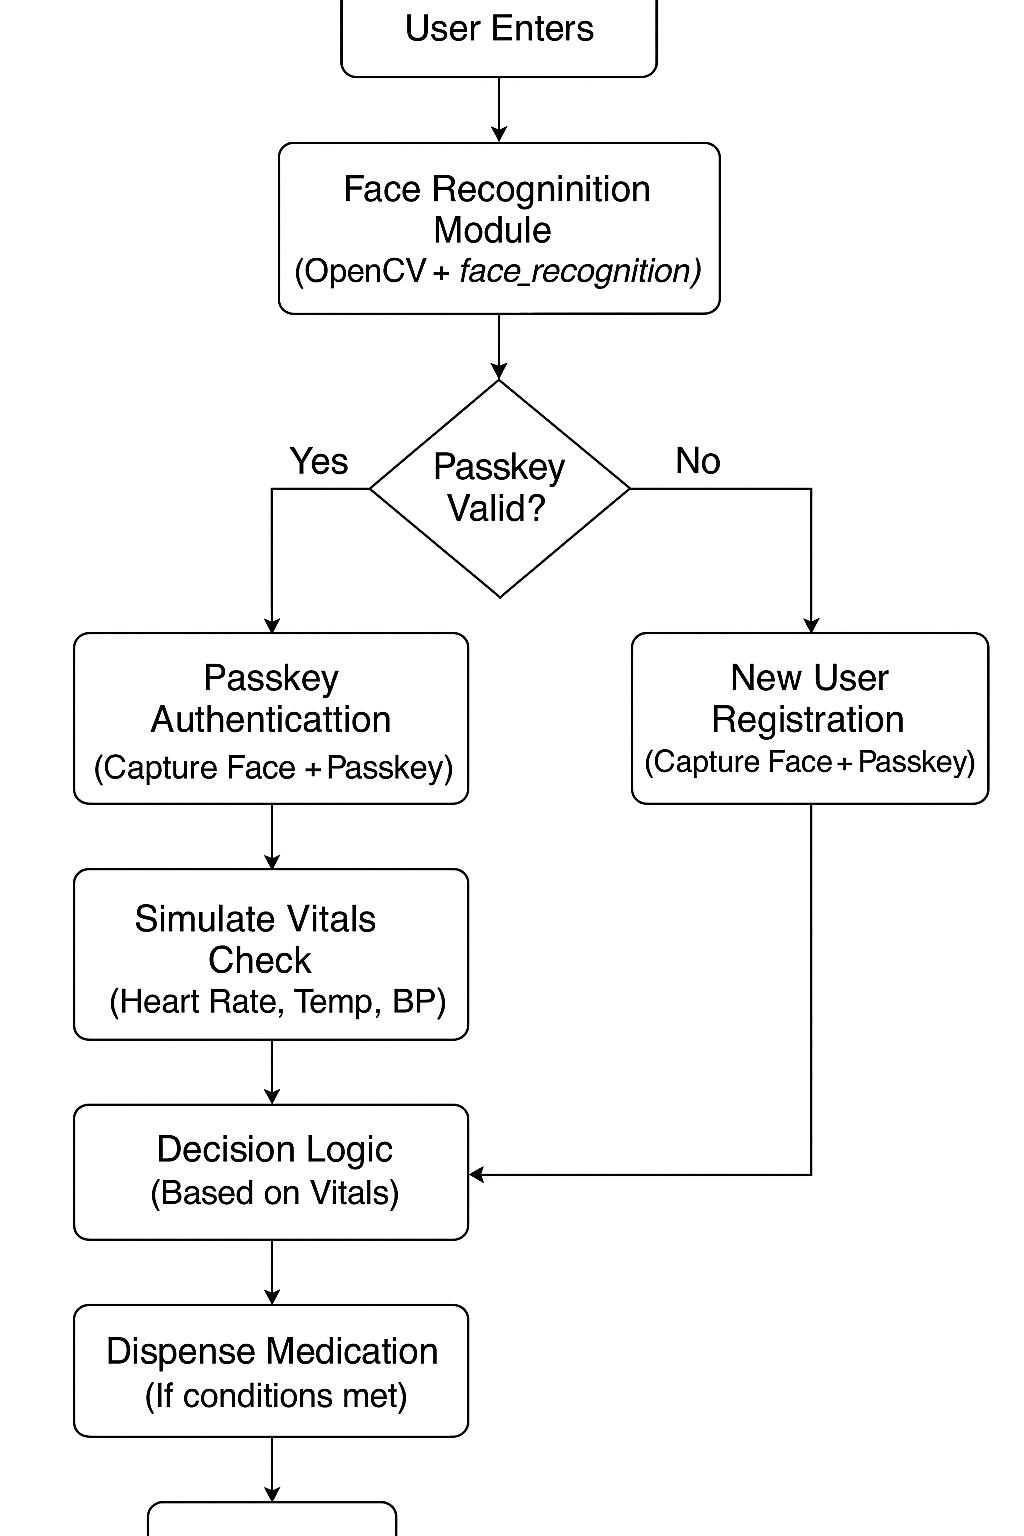 User Enters
Face Recogninition
Module
(OpenCV + face_recognition)
Yes
Passkey
Valid?
No
Passkey
Authenticattion
(Capture Face + Passkey)
New User
Registration
(Capture Face + Passkey)
Simulate Vitals
Check
(Heart Rate, Temp, BP)
Decision Logic
(Based on Vitals)
Dispense Medication
(If conditions met)